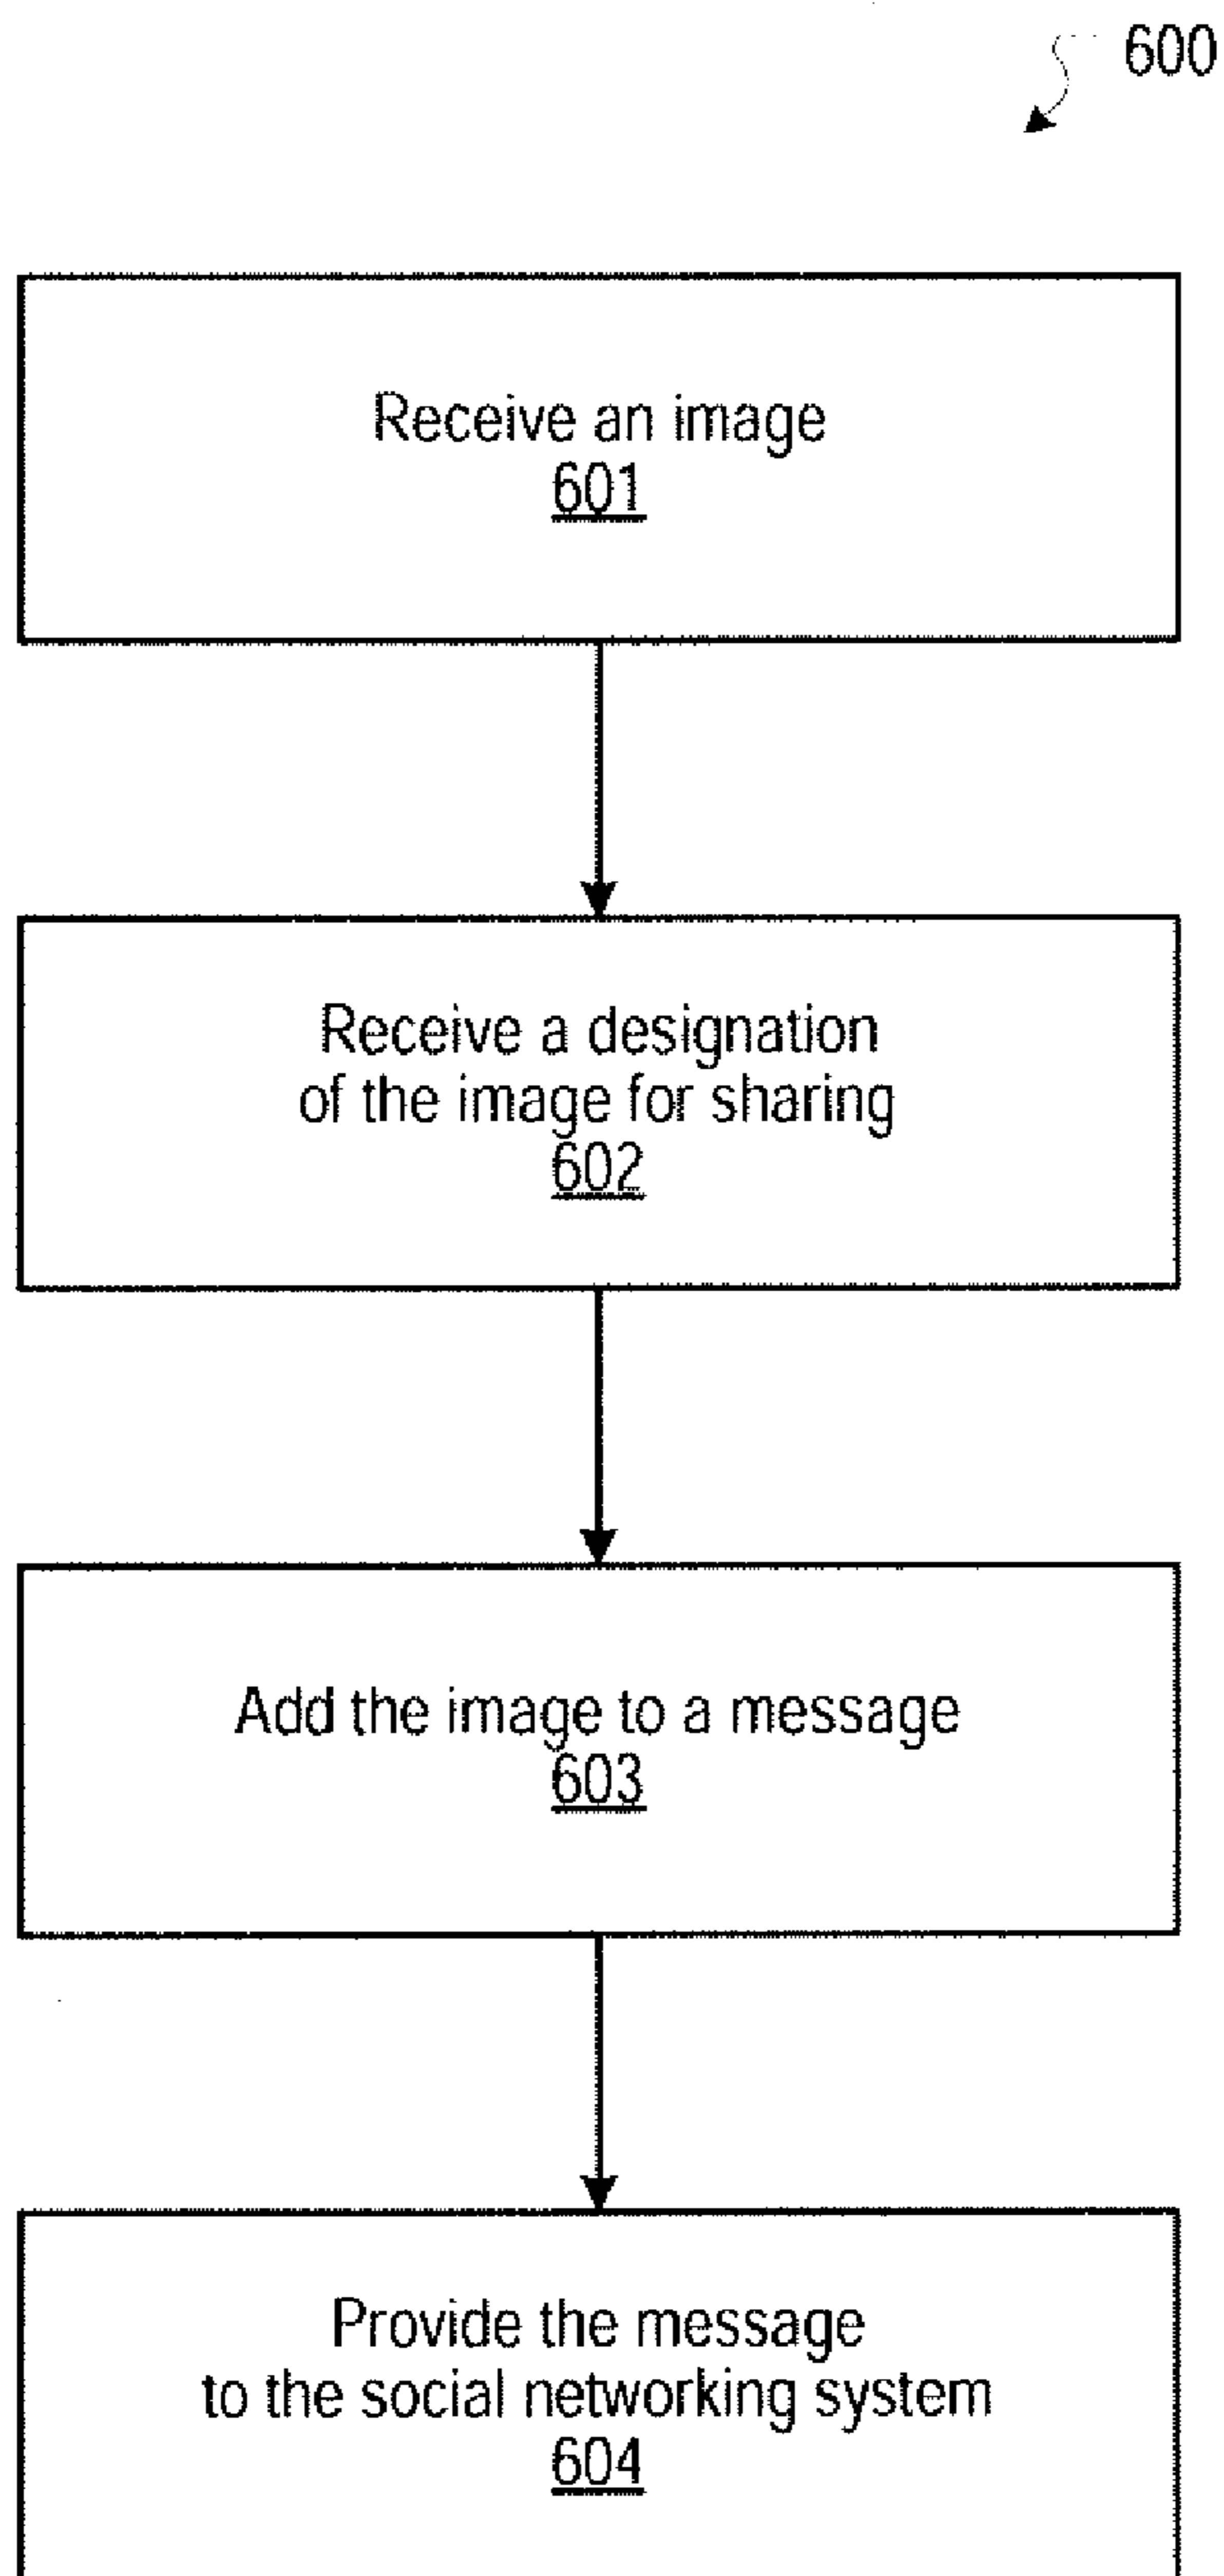 600
Receive an image
601
Receive a designation
of the image for sharing
602
Add the image to a message
603
Provide the message
to the social networking system
604